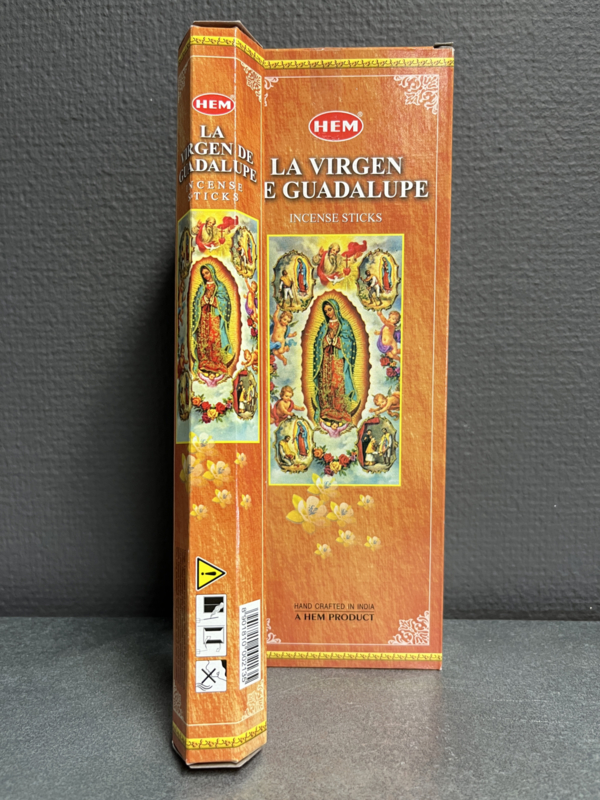 HEM
LA
VIRGEN DE
GUADALUPE
INCENSE
STICKS
HEM
LA VIRGEN
E GUADALUPE
INCENSE STICKS
HAND CRAFTED IN INDIA
A HEM PRODUCT